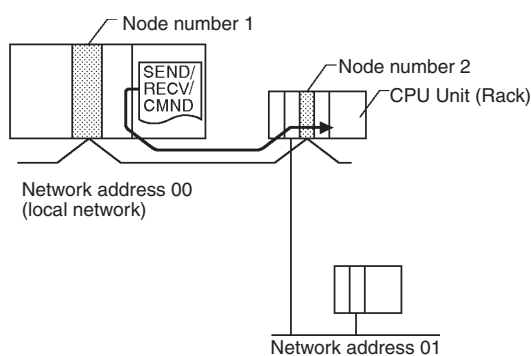 Node number 1
SEND/
RECV/
CMND
Node number 2
CPU Unit (Rack)
Network address 00
(local network)
Network address 01